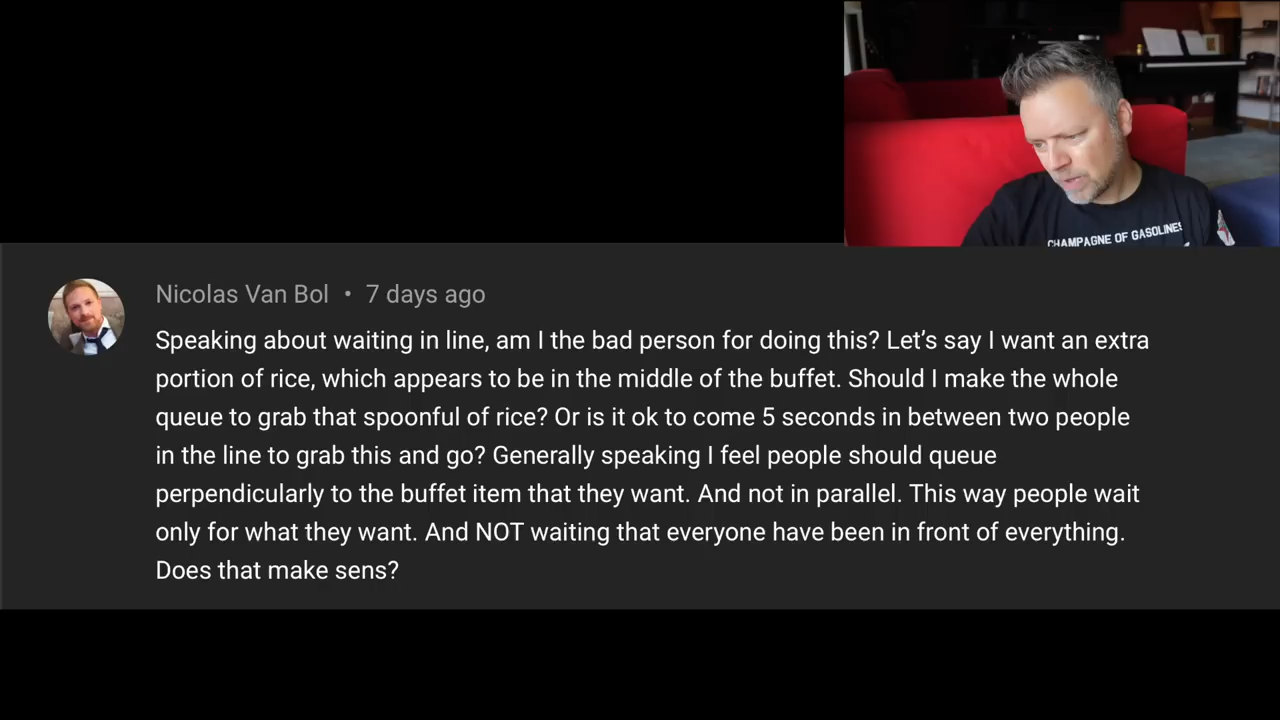 CHAMPAGNE OF GASOLINES
Nicolas Van Bol • 7 days ago
Speaking about waiting in line, am I the bad person for doing this? Let’s say I want an extra
portion of rice, which appears to be in the middle of the buffet. Should I make the whole
queue to grab that spoonful of rice? Or is it ok to come 5 seconds in between two people
in the line to grab this and go? Generally speaking I feel people should queue
perpendicularly to the buffet item that they want. And not in parallel. This way people wait
only for what they want. And NOT waiting that everyone have been in front of everything.
Does that make sens?